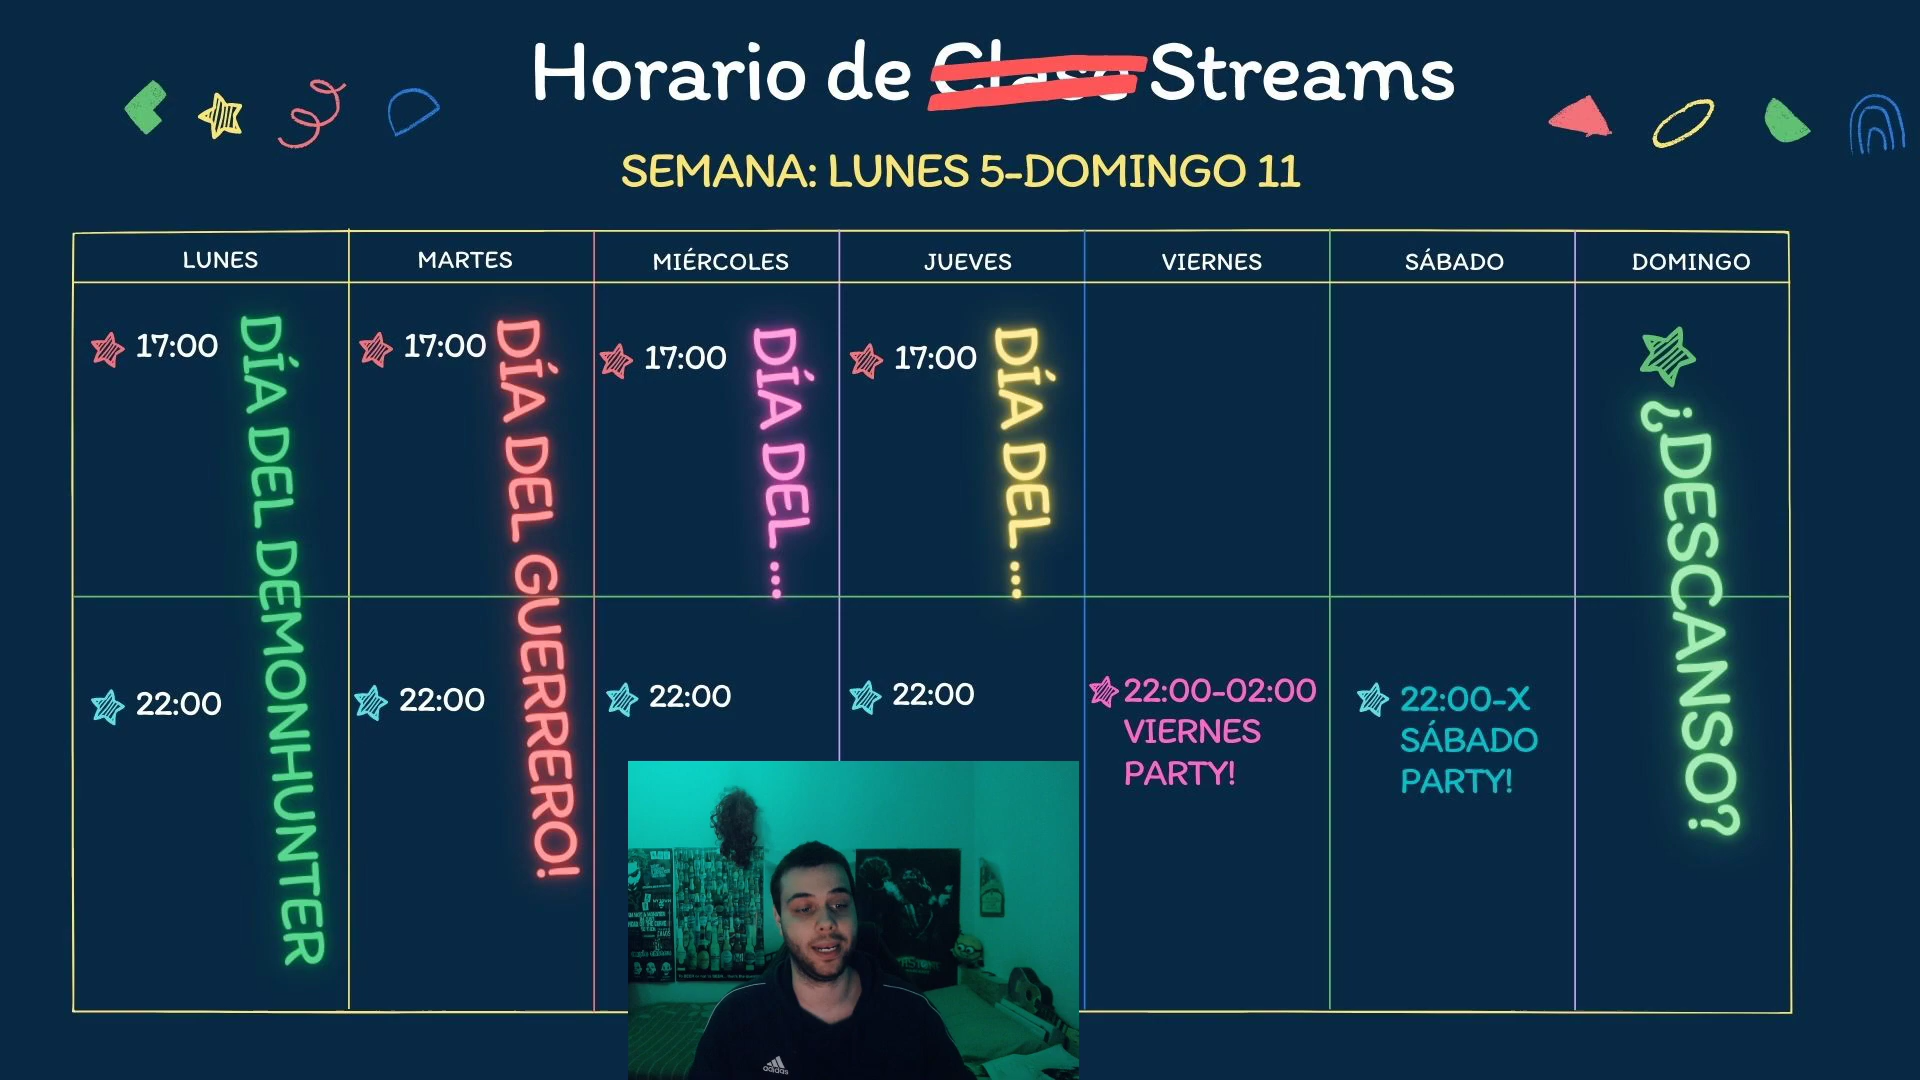 Horario de Clase Streams
SEMANA: LUNES 5-DOMINGO 11
LUNES
MARTES
MIÉRCOLES
JUEVES
VIERNES
SÁBADO
DOMINGO
17:00
DÍA DEL DEMONHUNTER
17:00
DÍA DEL GUERRERO!
17:00
DÍA DEL ...
17:00
DÍA DEL ...
¿DESCANSO?
22:00
22:00
22:00
22:00
22:00-02:00
VIERNES
PARTY!
22:00-X
SÁBADO
PARTY!
adidas